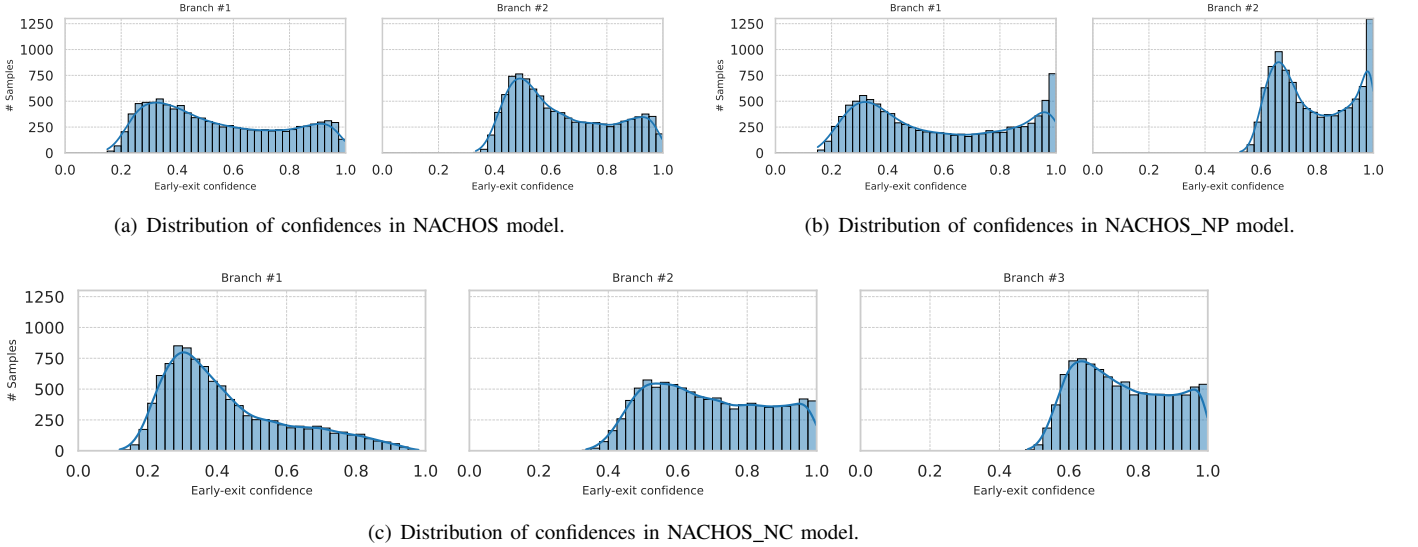 Branch #1
Branch #2
Branch #1
Branch #2
# Samples
1250
1000
750
500
250
0
0.0 0.2 0.4 0.6 0.8 1.0
0.0 0.2 0.4 0.6 0.8 1.0
Early-exit confidence
Early-exit confidence
# Samples
1250
1000
750
500
250
0
0.0 0.2 0.4 0.6 0.8 1.0
0.0 0.2 0.4 0.6 0.8 1.0
Early-exit confidence
Early-exit confidence
(a) Distribution of confidences in NACHOS model.
(b) Distribution of confidences in NACHOS_NP model.
Branch #1
Branch #2
Branch #3
# Samples
1250
1000
750
500
250
0
0.0 0.2 0.4 0.6 0.8 1.0
0.0 0.2 0.4 0.6 0.8 1.0
0.0 0.2 0.4 0.6 0.8 1.0
Early-exit confidence
Early-exit confidence
Early-exit confidence
(c) Distribution of confidences in NACHOS_NC model.